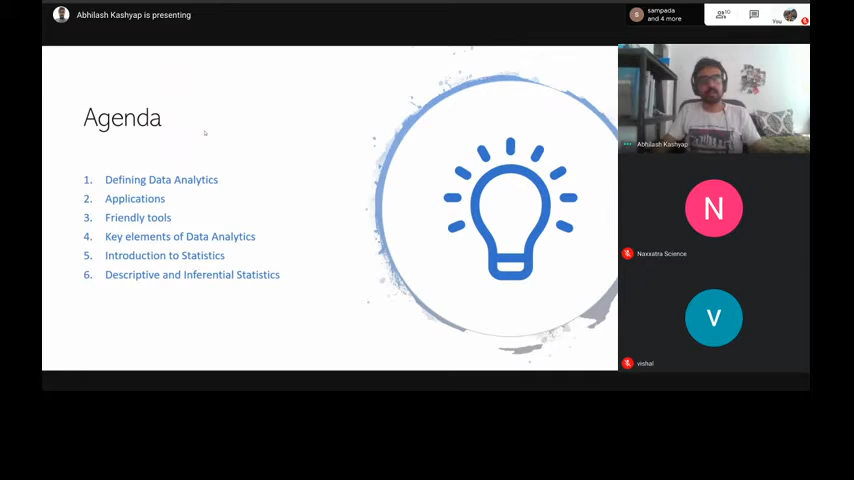 Abhilash Kashyap is presenting
sampada
and 4 more
10
You
Agenda
1. Defining Data Analytics
2. Applications
3. Friendly tools
4. Key elements of Data Analytics
5. Introduction to Statistics
6. Descriptive and Inferential Statistics
S
Abhilash Kashyap
N
Naxxatra Science
V
vishal